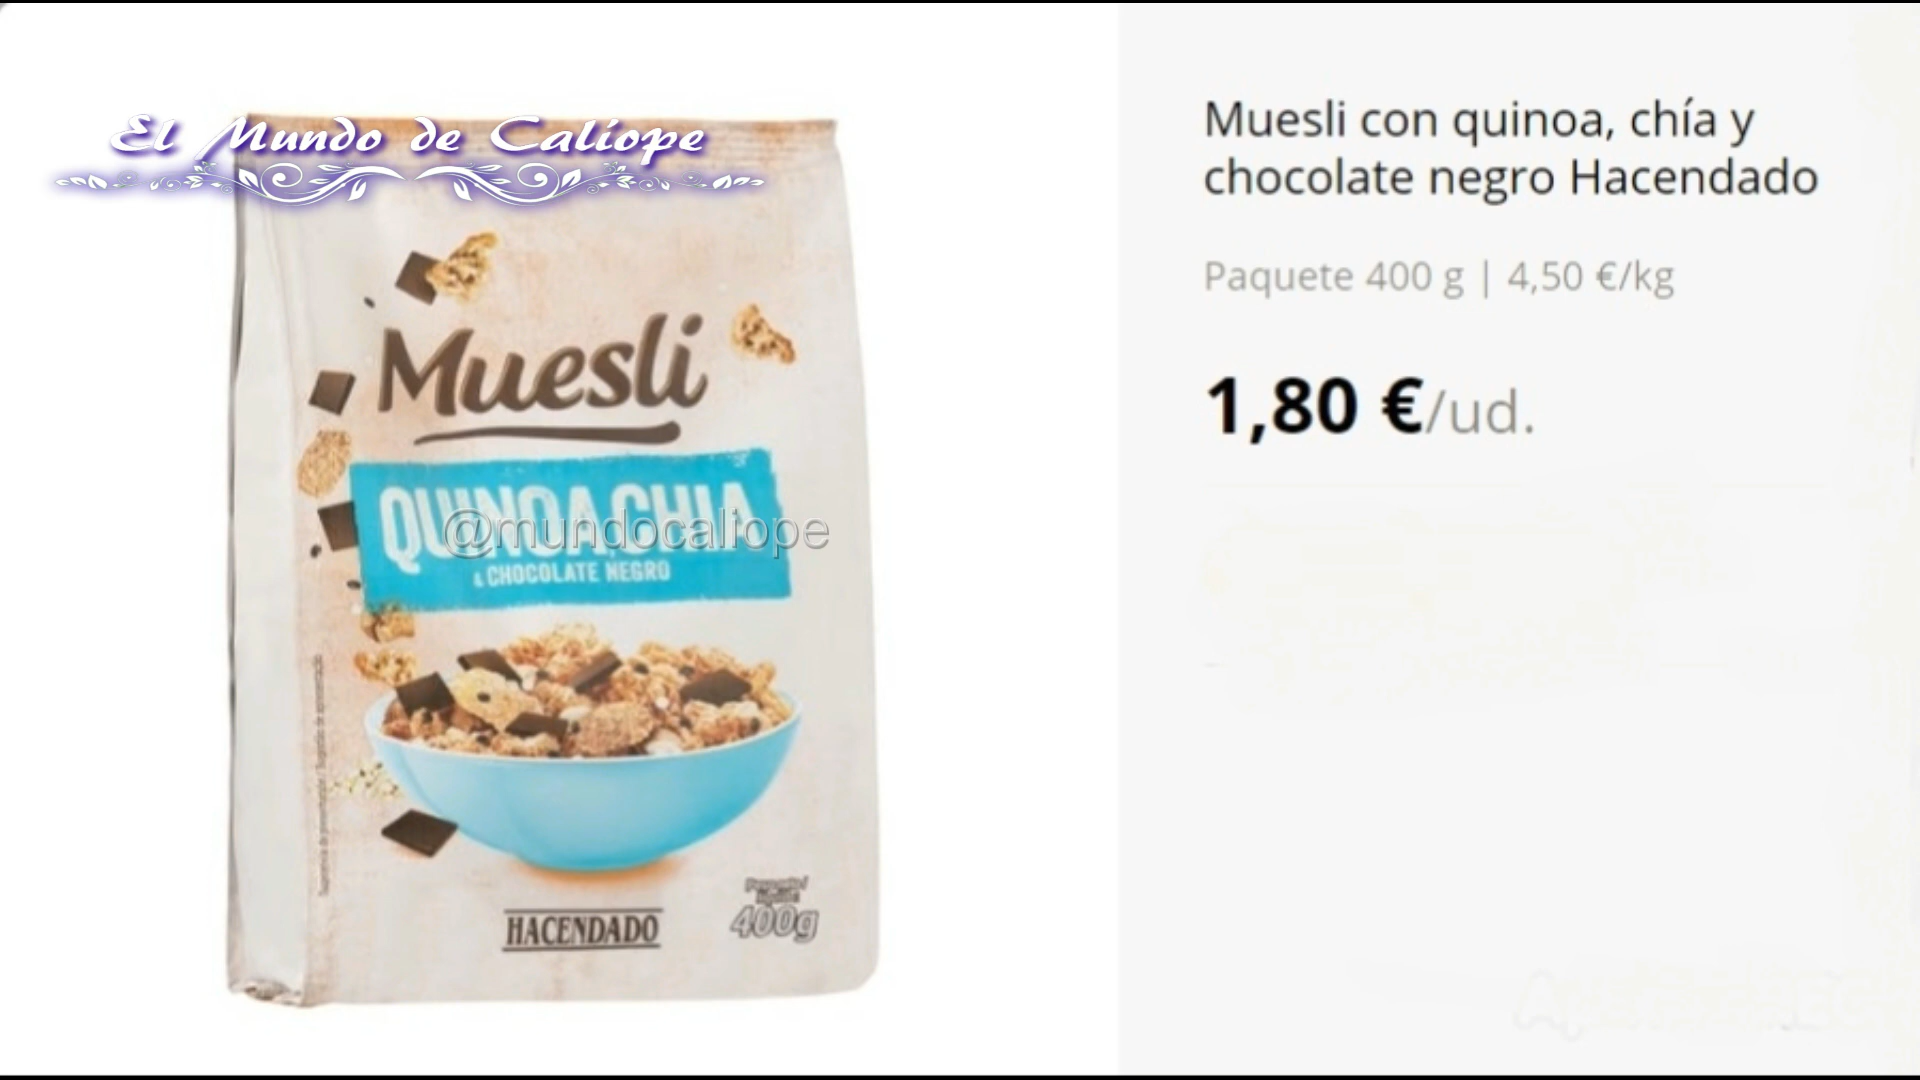 El Mundo de Calíope
Muesli con quinoa, chía y
chocolate negro Hacendado
Paquete 400 g | 4,50 €/kg
1,80 €/ud.
Muesli
QUINOA, CHIA
& CHOCOLATE NEGRO
@mundocaliope
HACENDADO
400g